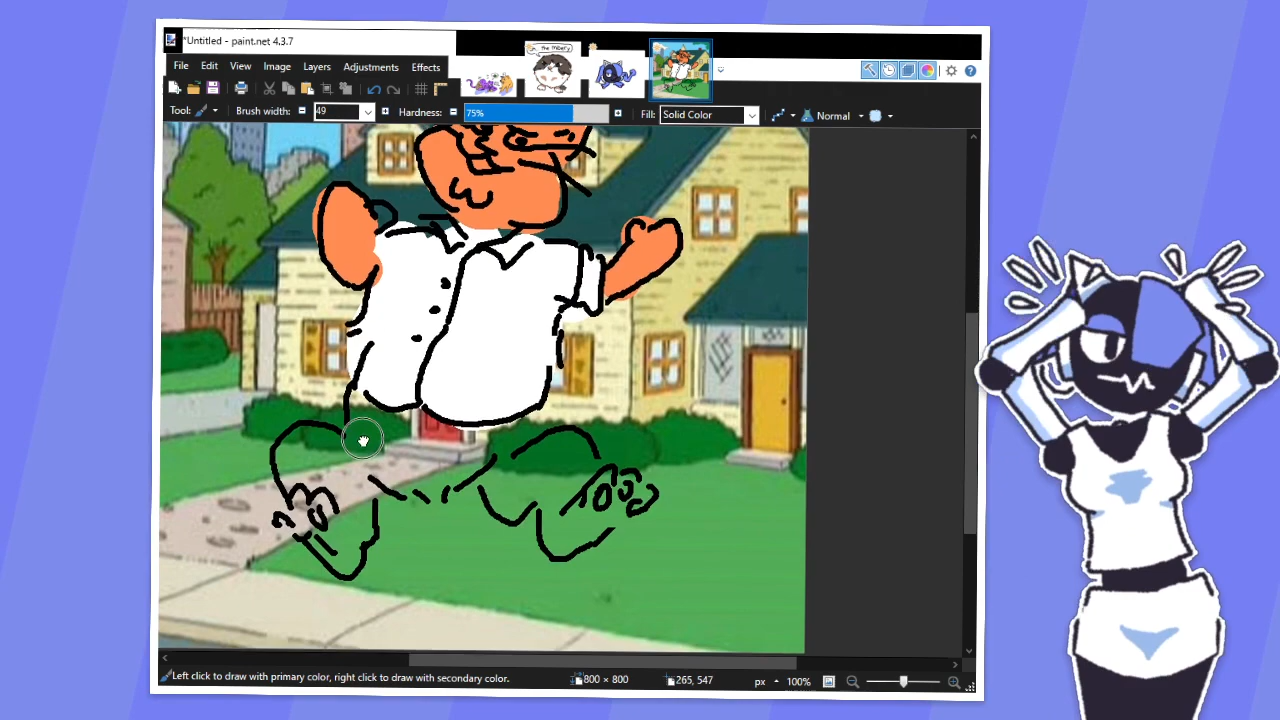 *Untitled - paint.net 4.3.7
File Edit View Image Layers Adjustments Effects
Tool: Brush width: 49 Hardness: 75% Fill: Solid Color Normal
Left click to draw with primary color, right click to draw with secondary color. 800 × 800 265, 547 px 100%